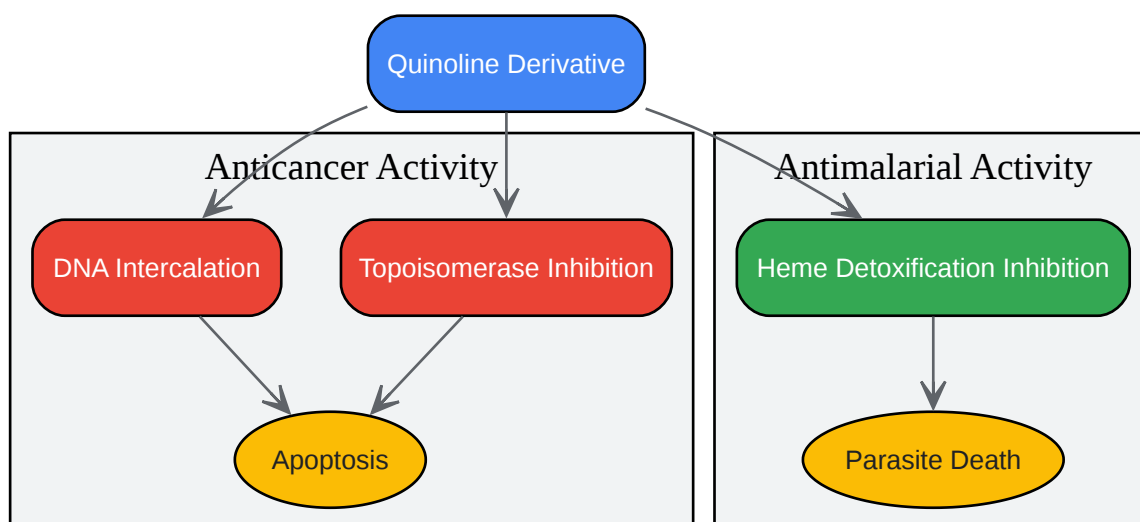 Quinoline Derivative
Anticancer Activity
Antimalarial Activity
DNA Intercalation
Topoisomerase Inhibition
Heme Detoxification Inhibition
Apoptosis
Parasite Death